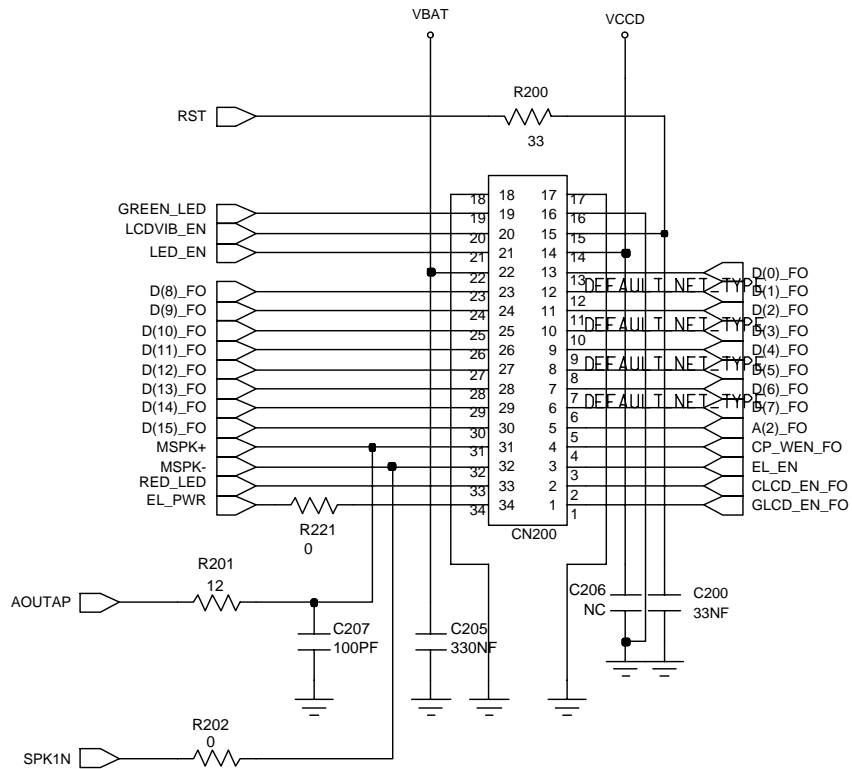 VBAT VCCD
R200
RST
33
18 18 17 17
GREEN_LED 19 19 16 16
LCDVIB_EN 20 20 15 15
LED_EN 21 21 14 14
22 22 13 13 D(0)_FO
DEFAULT_NET_TYPE
D(8)_FO 23 23 12 12 D(1)_FO
D(9)_FO 24 24 11 11 D(2)_FO
DEFAULT_NET_TYPE
D(10)_FO 25 25 10 10 D(3)_FO
D(11)_FO 26 26 9 9 D(4)_FO
DEFAULT_NET_TYPE
D(12)_FO 27 27 8 8 D(5)_FO
D(13)_FO 28 28 7 7 D(6)_FO
DEFAULT_NET_TYPE
D(14)_FO 29 29 6 6 D(7)_FO
D(15)_FO 30 30 5 5 A(2)_FO
MSPK+ 31 31 4 4 CP_WEN_FO
MSPK- 32 32 3 3 EL_EN
RED_LED 33 33 2 2 CLCD_EN_FO
EL_PWR 34 34 1 1 GLCD_EN_FO
R221
0
CN200
R201
12
AOUTAP
C206
NC
C200
33NF
C207
100PF
C205
330NF
R202
0
SPK1N